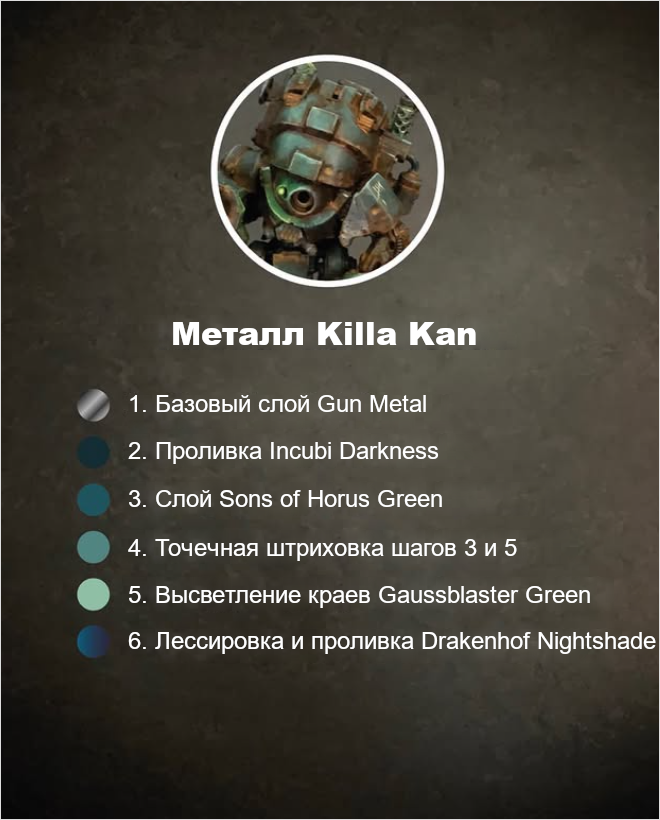 Металл Killa Kan
1. Базовый слой Gun Metal
2. Проливка Incubi Darkness
3. Слой Sons of Horus Green
4. Точечная штриховка шагов 3 и 5
5. Высветление краев Gaussblaster Green
6. Лессировка и проливка Drakenhof Nightshade